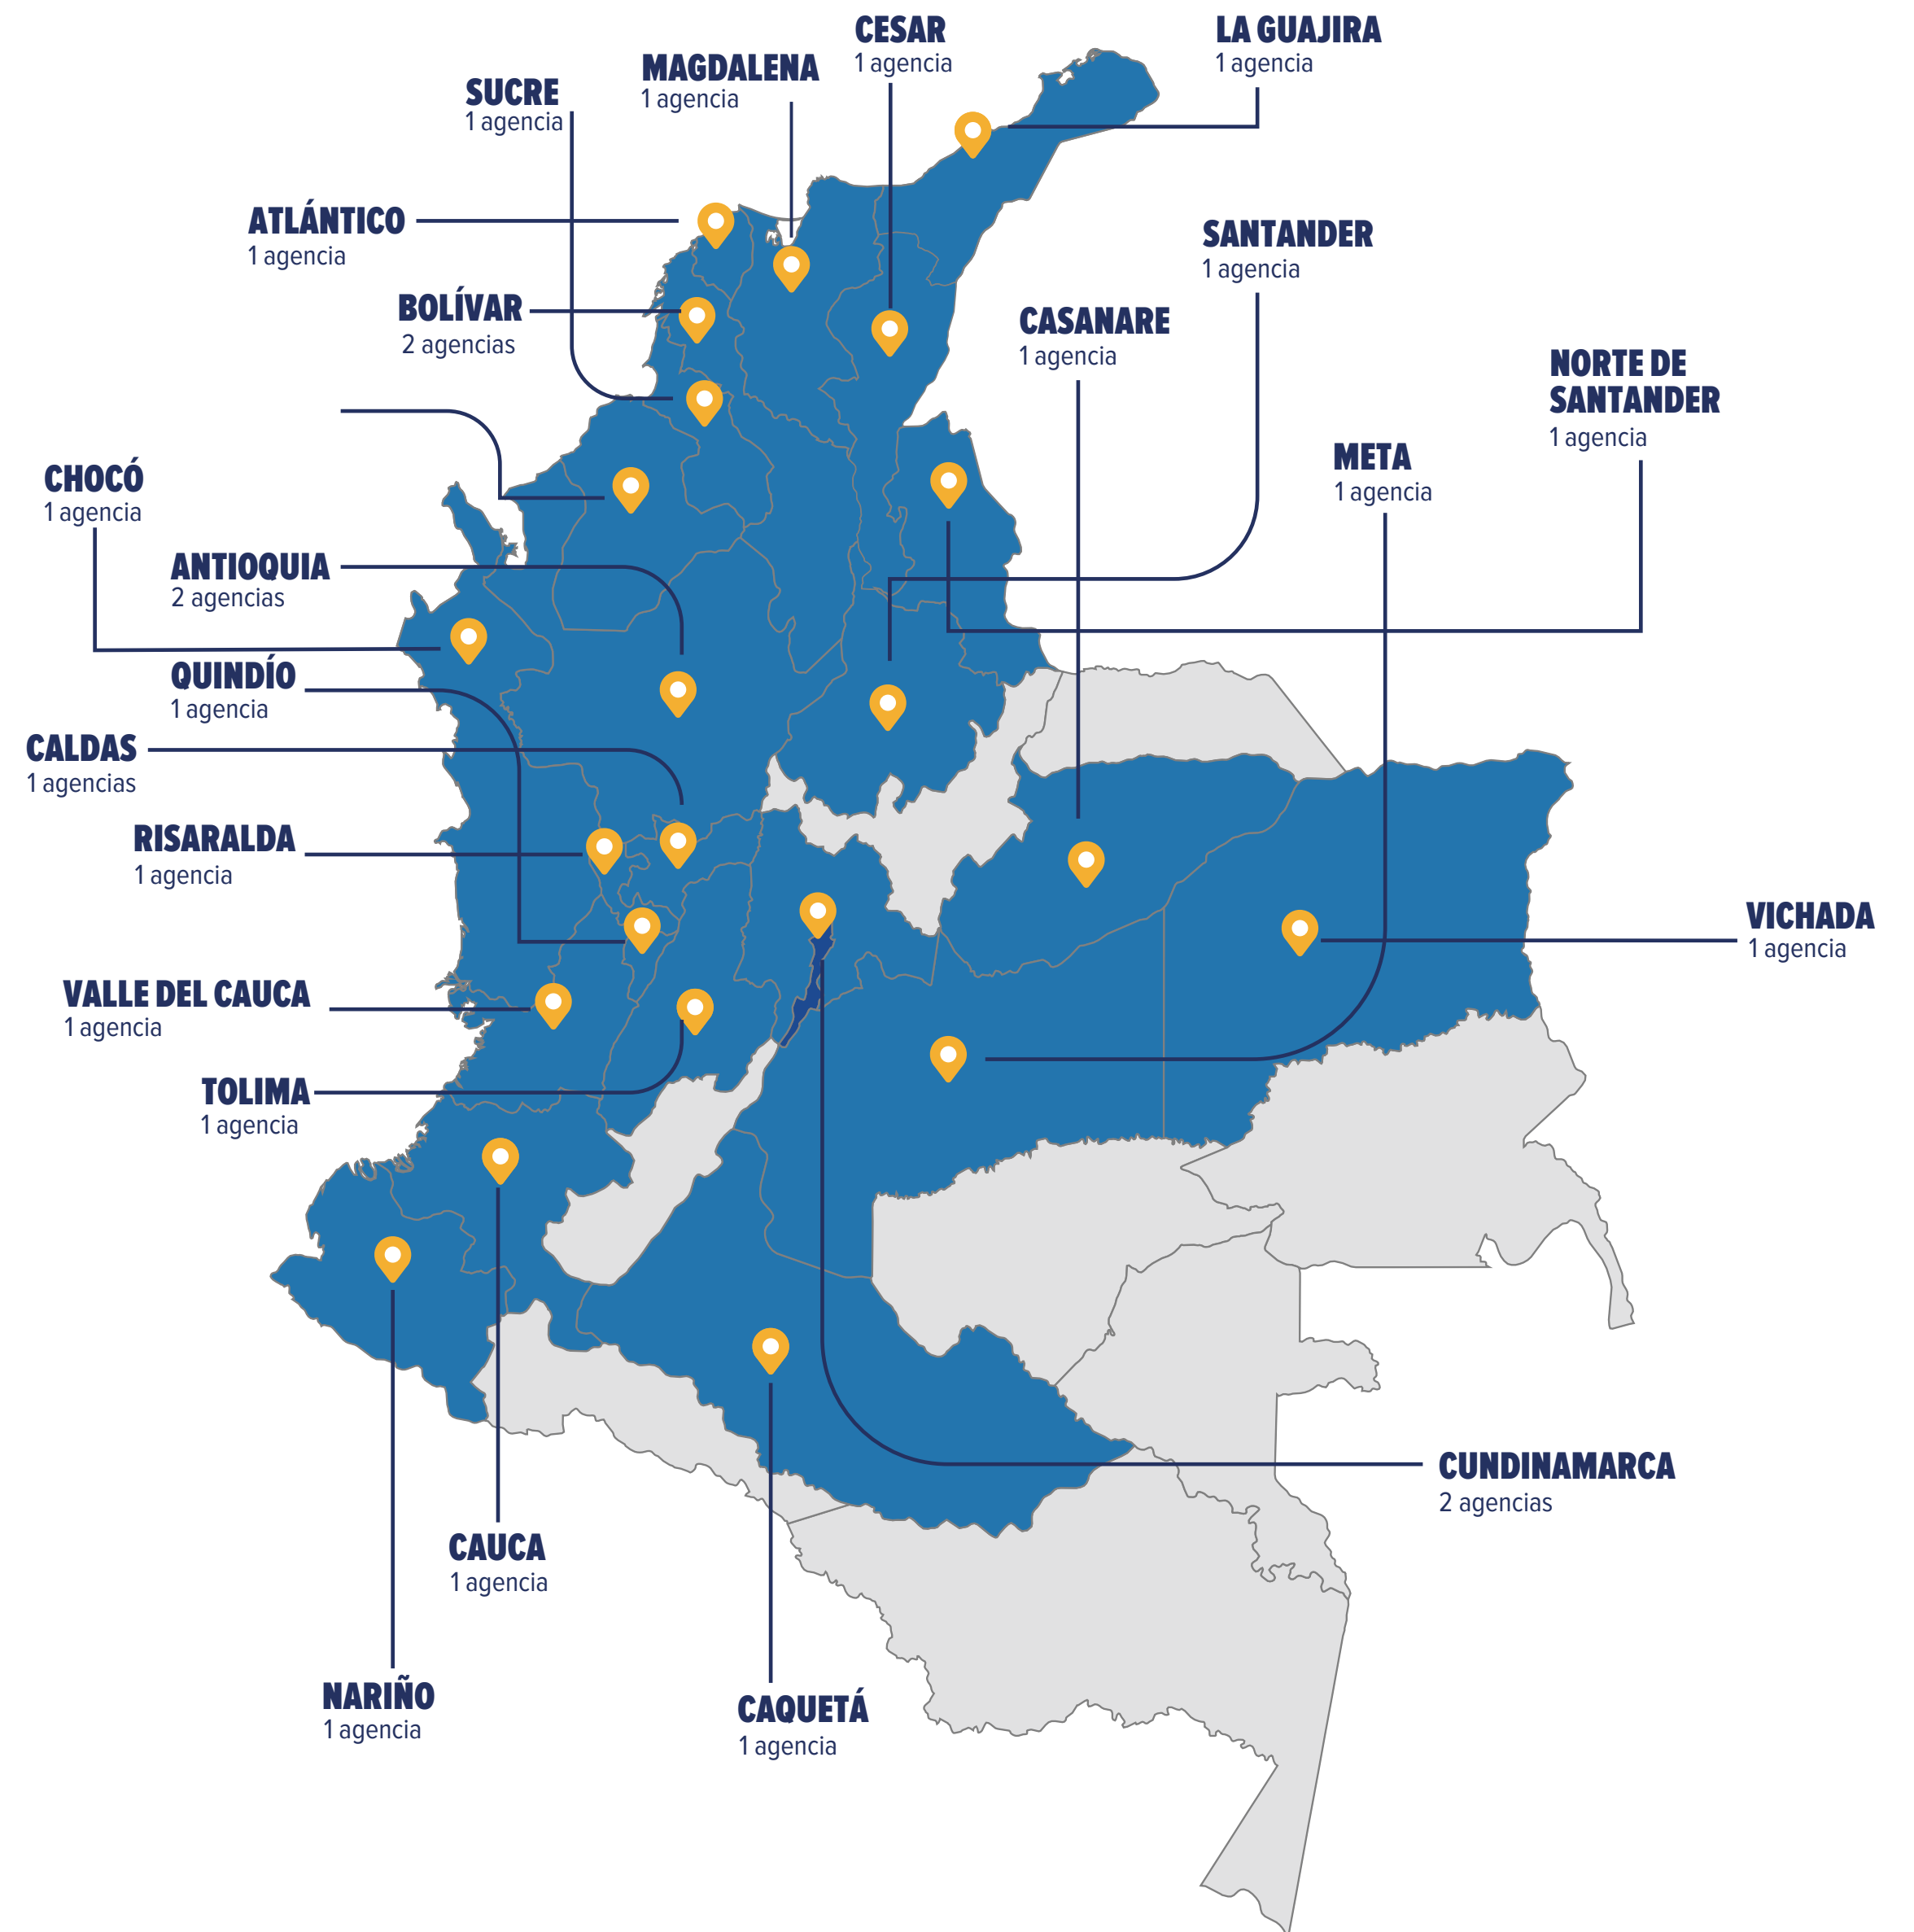 CESAR
1 agencia
LA GUAJIRA
1 agencia
MAGDALENA
1 agencia
SUCRE
1 agencia
ATLÁNTICO
1 agencia
SANTANDER
1 agencia
BOLÍVAR
2 agencias
CASANARE
1 agencia
NORTE DE
SANTANDER
1 agencia
META
1 agencia
CHOCÓ
1 agencia
ANTIOQUIA
2 agencias
QUINDÍO
1 agencia
CALDAS
1 agencias
RISARALDA
1 agencia
VICHADA
1 agencia
VALLE DEL CAUCA
1 agencia
TOLIMA
1 agencia
CUNDINAMARCA
2 agencias
CAUCA
1 agencia
NARIÑO
1 agencia
CAQUETÁ
1 agencia